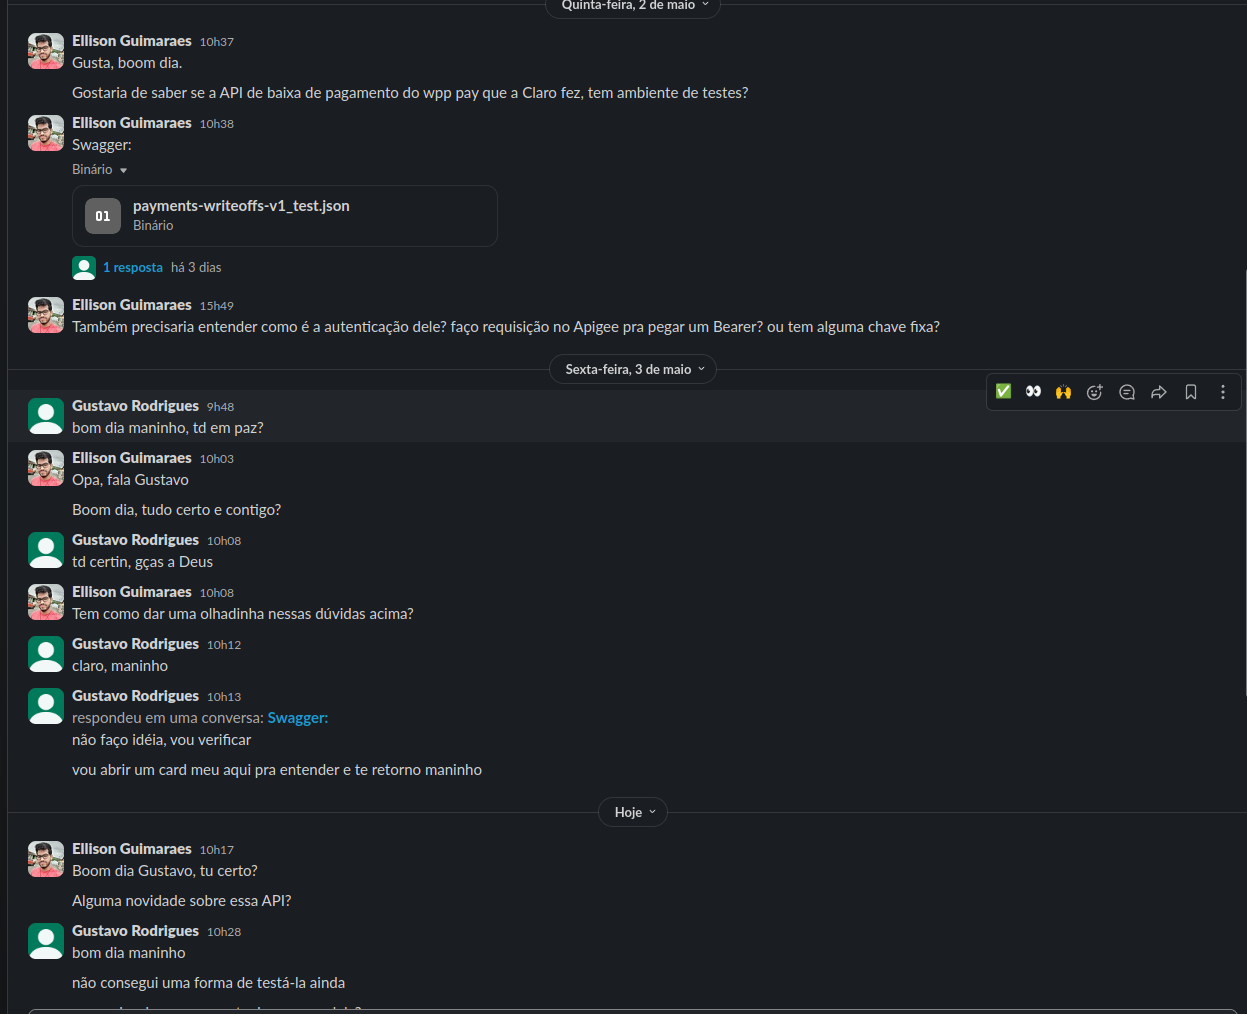 Quinta-feira, 2 de maio
Ellison Guimaraes 10h37
Gusta, boom dia.
Gostaria de saber se a API de baixa de pagamento do wpp pay que a Claro fez, tem ambiente de testes?
Ellison Guimaraes 10h38
Swagger:
Binário
01
payments-writeoffs-v1_test.json
Binário
1 resposta há 3 dias
Ellison Guimaraes 15h49
Também precisaria entender como é a autenticação dele? faço requisição no Apigee pra pegar um Bearer? ou tem alguma chave fixa?
Sexta-feira, 3 de maio
Gustavo Rodrigues 9h48
bom dia maninho, td em paz?
Ellison Guimaraes 10h03
Opa, fala Gustavo
Boom dia, tudo certo e contigo?
Gustavo Rodrigues 10h08
td certin, gças a Deus
Ellison Guimaraes 10h08
Tem como dar uma olhadinha nessas dúvidas acima?
Gustavo Rodrigues 10h12
claro, maninho
Gustavo Rodrigues 10h13
respondeu em uma conversa: Swagger:
não faço idéia, vou verificar
vou abrir um card meu aqui pra entender e te retorno maninho
Hoje
Ellison Guimaraes 10h17
Boom dia Gustavo, tu certo?
Alguma novidade sobre essa API?
Gustavo Rodrigues 10h28
bom dia maninho
não consegui uma forma de testá-la ainda